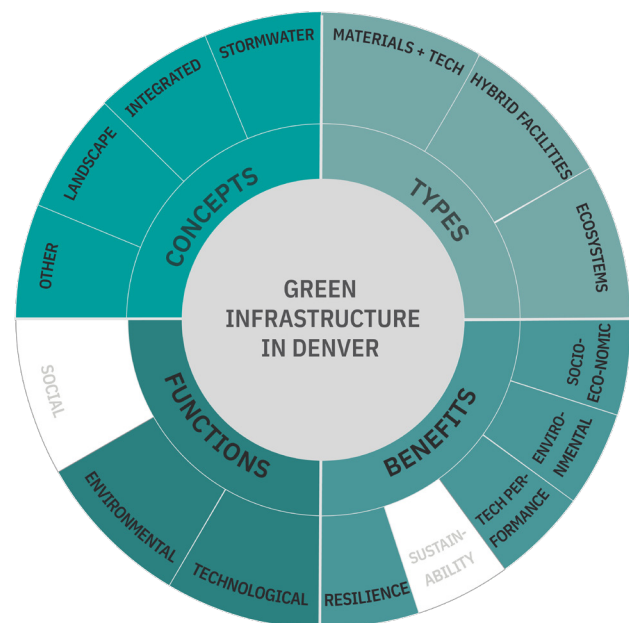 GREEN
INFRASTRUCTURE
IN DENVER
CONCEPTS
OTHER
LANDSCAPE
INTEGRATED
STORMWATER
TYPES
MATERIALS + TECH
HYBRID FACILITIES
ECOSYSTEMS
BENEFITS
SOCIO-
ECO-NOMIC
ENVIRO-
NMENTAL
TECH PER-
FORMANCE
SUSTAIN-
ABILITY
RESILIENCE
FUNCTIONS
TECHNOLOGICAL
ENVIRONMENTAL
SOCIAL